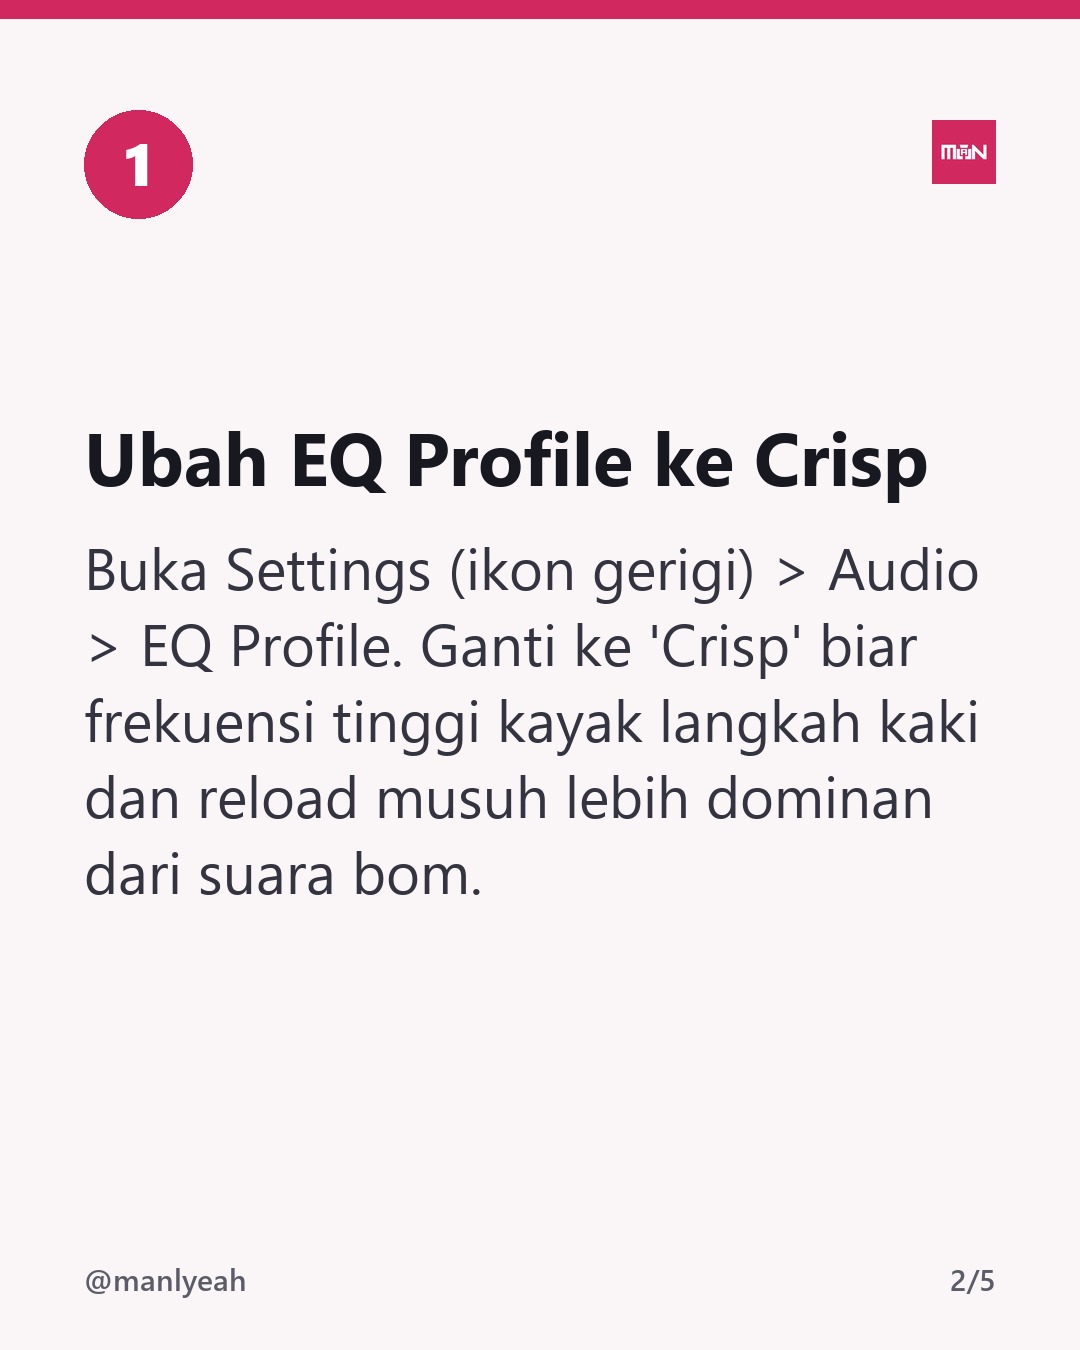 1
MAN
Ubah EQ Profile ke Crisp
Buka Settings (ikon gerigi) > Audio
> EQ Profile. Ganti ke 'Crisp' biar
frekuensi tinggi kayak langkah kaki
dan reload musuh lebih dominan
dari suara bom.
@manlyeah
2/5